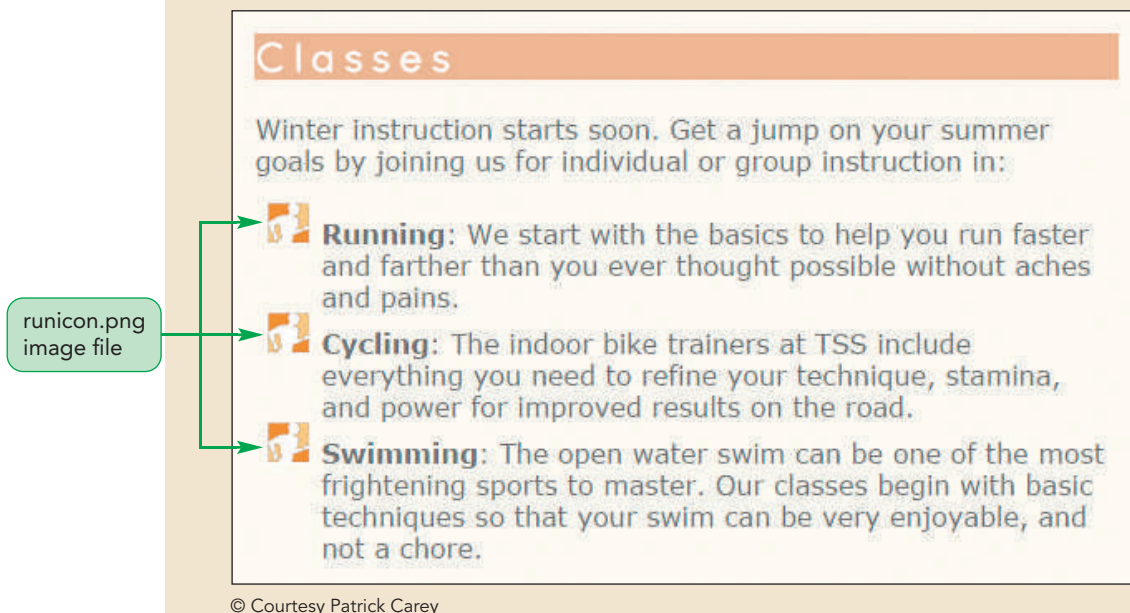 Classes
Winter instruction starts soon. Get a jump on your summer
goals by joining us for individual or group instruction in:
Running: We start with the basics to help you run faster
and farther than you ever thought possible without aches
and pains.
runicon.png
image file
Cycling: The indoor bike trainers at TSS include
everything you need to refine your technique, stamina,
and power for improved results on the road.
Swimming: The open water swim can be one of the most
frightening sports to master. Our classes begin with basic
techniques so that your swim can be very enjoyable, and
not a chore.
© Courtesy Patrick Carey